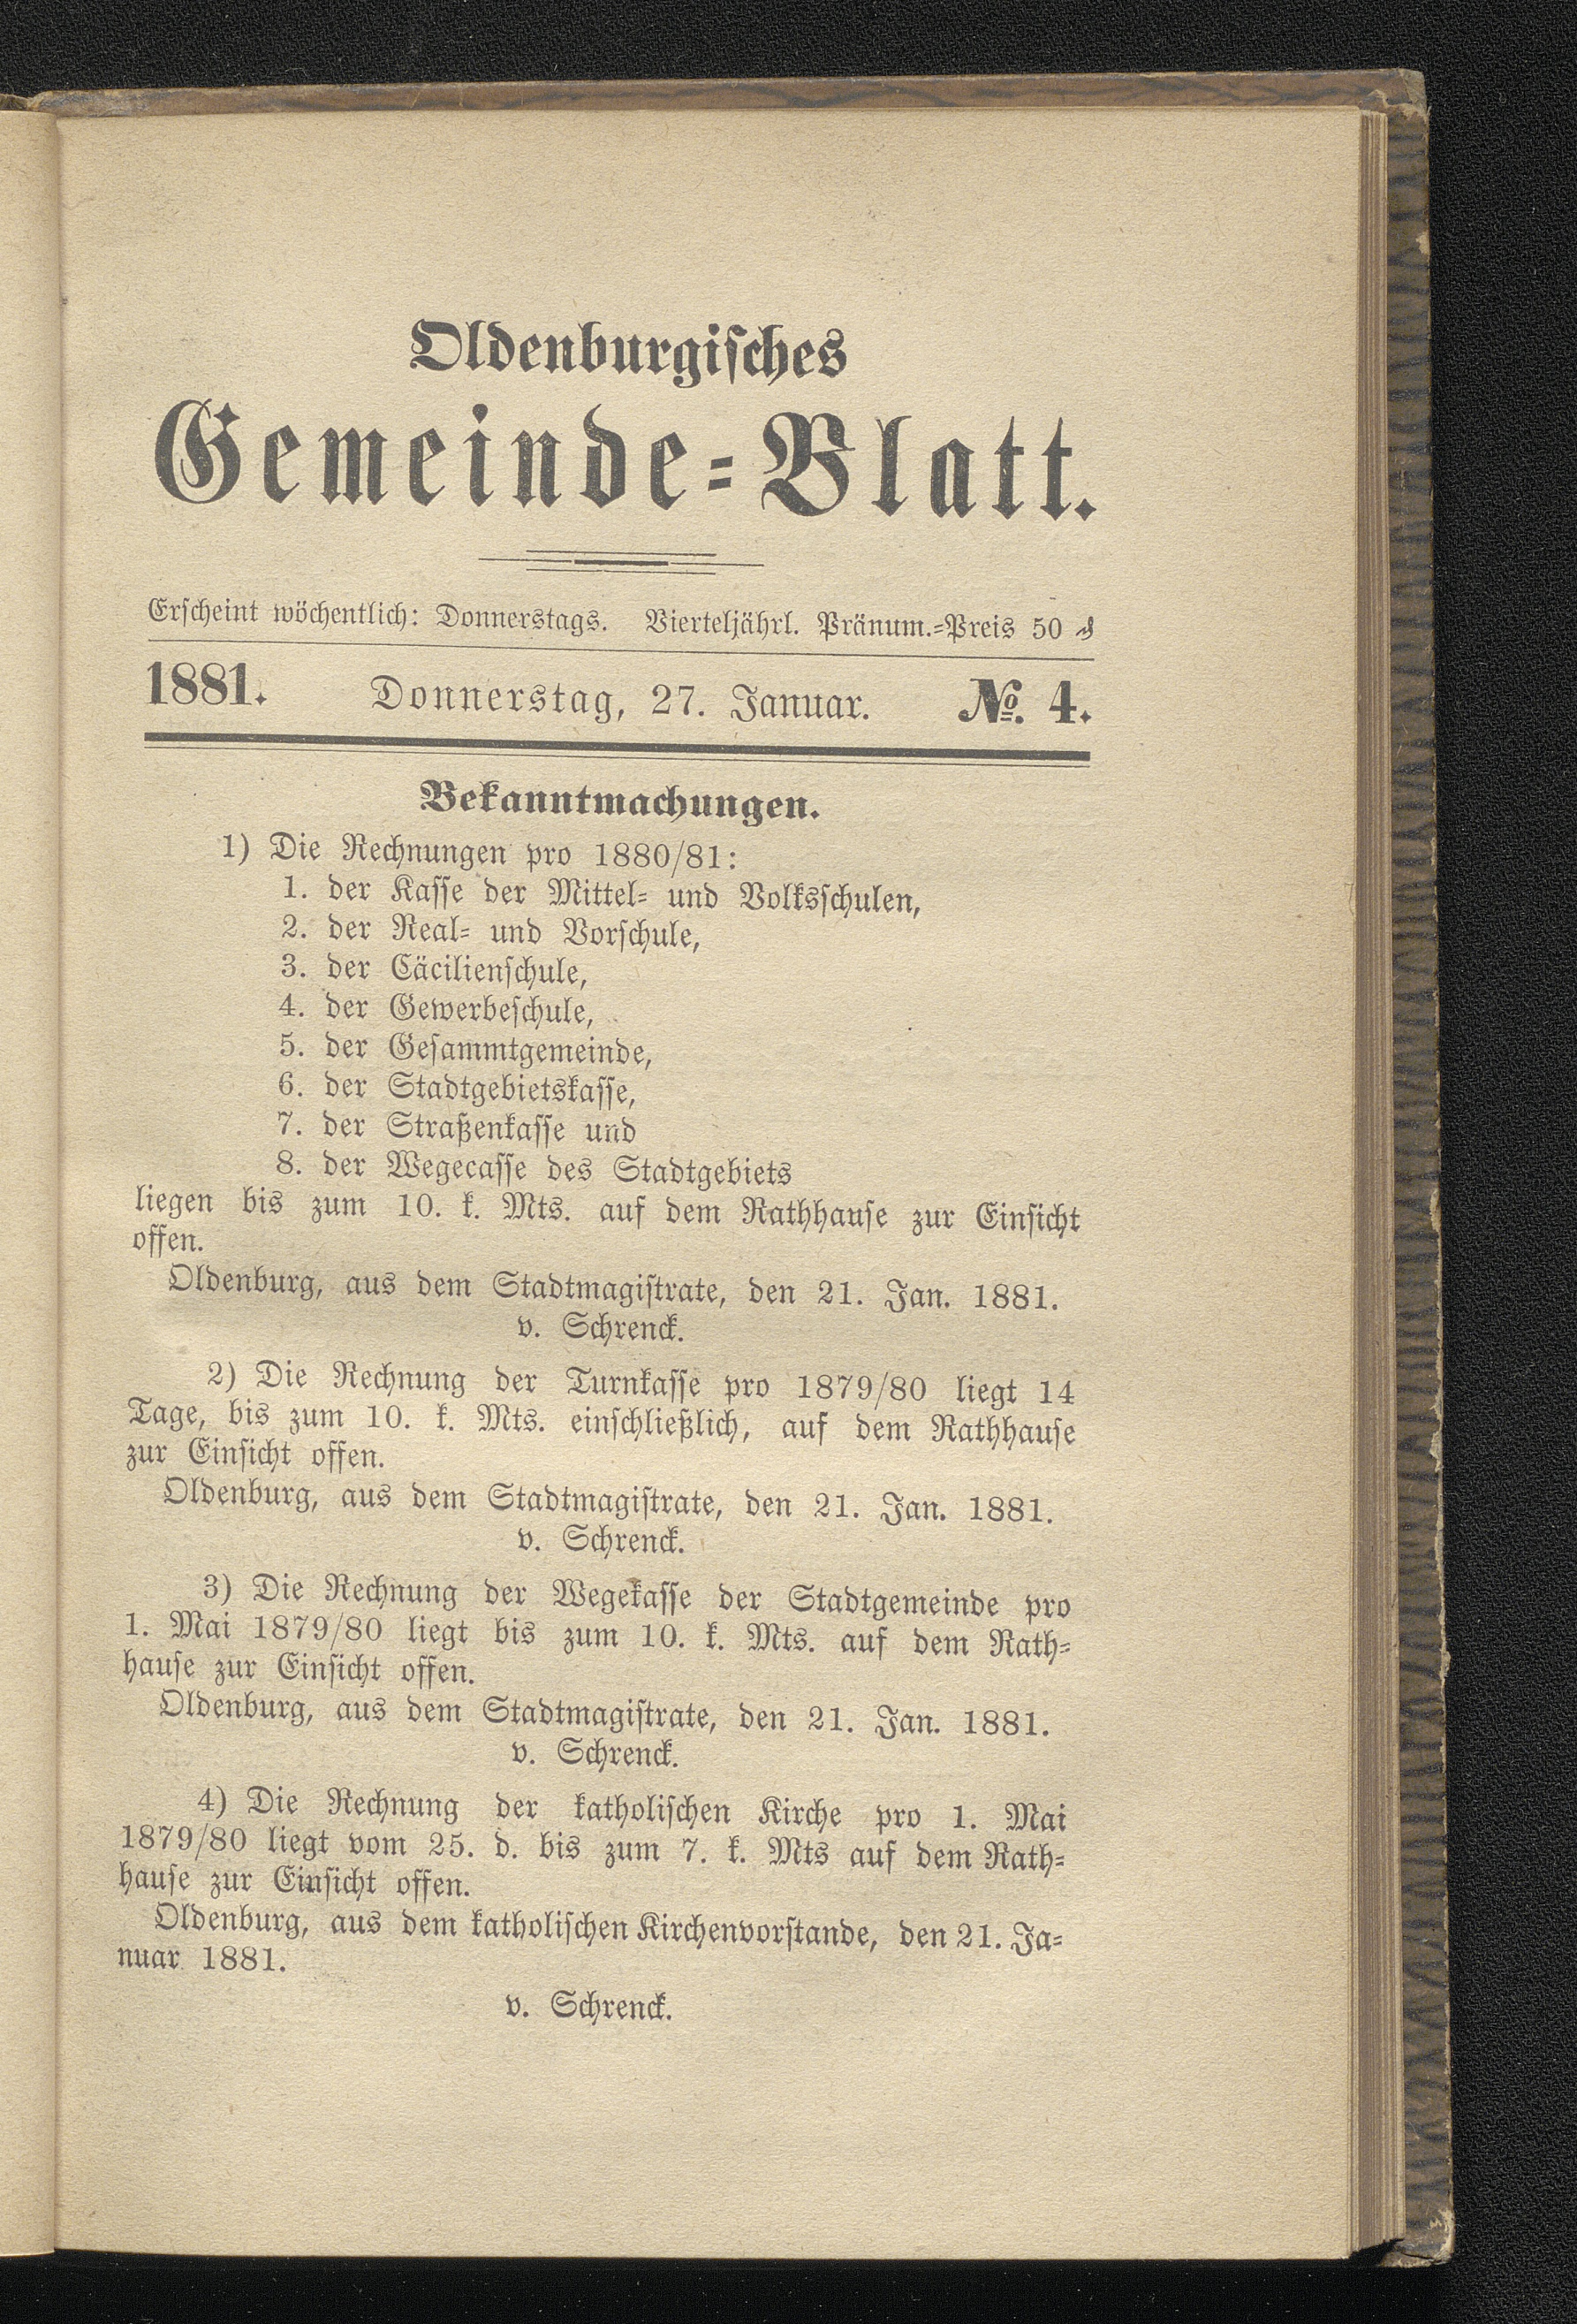 Oldenburgisches
Gemeinde-Blatt.
Erscheint wöchentlich: Donnerstags. Vierteljährl. Pränum.-Preis 50 ₰
1881. Donnerstag, 27. Januar. No. 4.
Bekanntmachungen.
1) Die Rechnungen pro 1880/81:
1. der Kasse der Mittel- und Volksschulen,
2. der Real- und Vorschule,
3. der Cäcilienschule,
4. der Gewerbeschule,
5. der Gesammtgemeinde,
6. der Stadtgebietskasse,
7. der Straßenkasse und
8. der Wegecasse des Stadtgebiets
liegen bis zum 10. k. Mts. auf dem Rathhause zur Einsicht
offen.
Oldenburg, aus dem Stadtmagistrate, den 21. Jan. 1881.
v. Schrenck.
2) Die Rechnung der Turnkasse pro 1879/80 liegt 14
Tage, bis zum 10. k. Mts. einschließlich, auf dem Rathhause
zur Einsicht offen.
Oldenburg, aus dem Stadtmagistrate, den 21. Jan. 1881.
v. Schrenck.
3) Die Rechnung der Wegekasse der Stadtgemeinde pro
1. Mai 1879/80 liegt bis zum 10. k. Mts. auf dem Rath-
hause zur Einsicht offen.
Oldenburg, aus dem Stadtmagistrate, den 21. Jan. 1881.
v. Schrenck.
4) Die Rechnung der katholischen Kirche pro 1. Mai
1879/80 liegt vom 25. d. bis zum 7. k. Mts auf dem Rath-
hause zur Einsicht offen.
Oldenburg, aus dem katholischen Kirchenvorstande, den 21. Ja-
nuar 1881.
v. Schrenck.